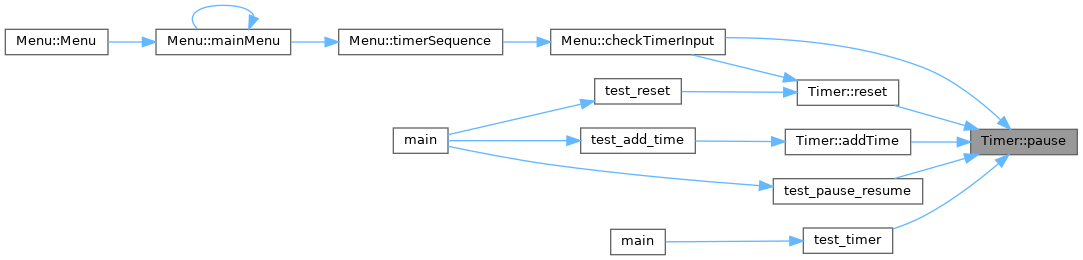 Menu::Menu
Menu::mainMenu
Menu::timerSequence
Menu::checkTimerInput
test_reset
Timer::reset
main
test_add_time
Timer::addTime
Timer::pause
test_pause_resume
main
test_timer